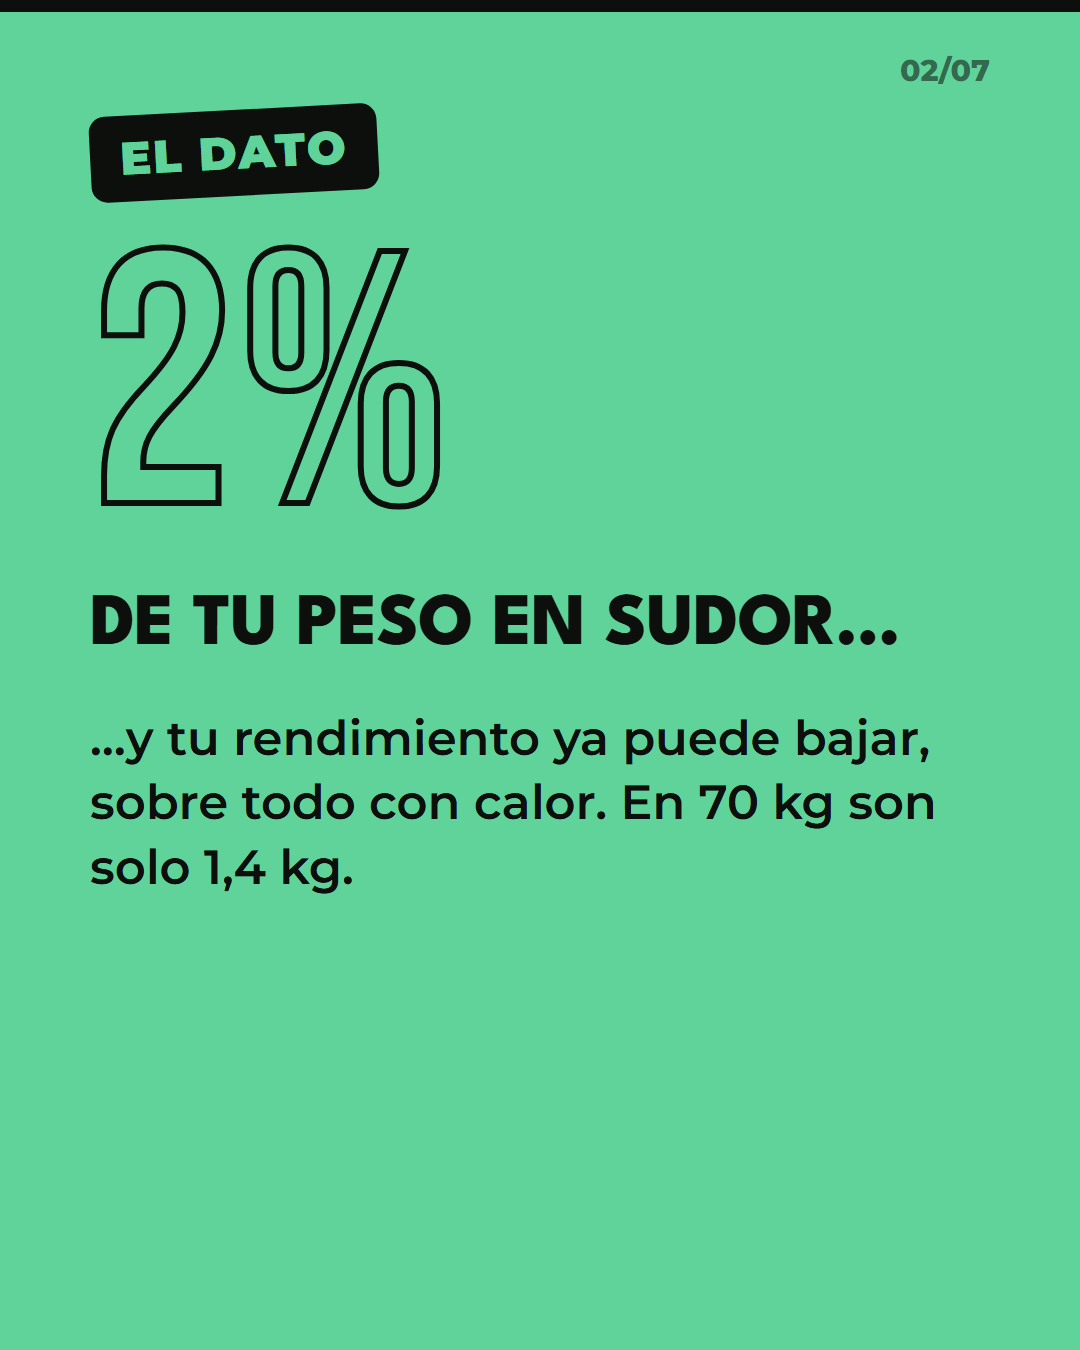 02/07
EL DATO
2%
DE TU PESO EN SUDOR...
...y tu rendimiento ya puede bajar,
sobre todo con calor. En 70 kg son
solo 1,4 kg.